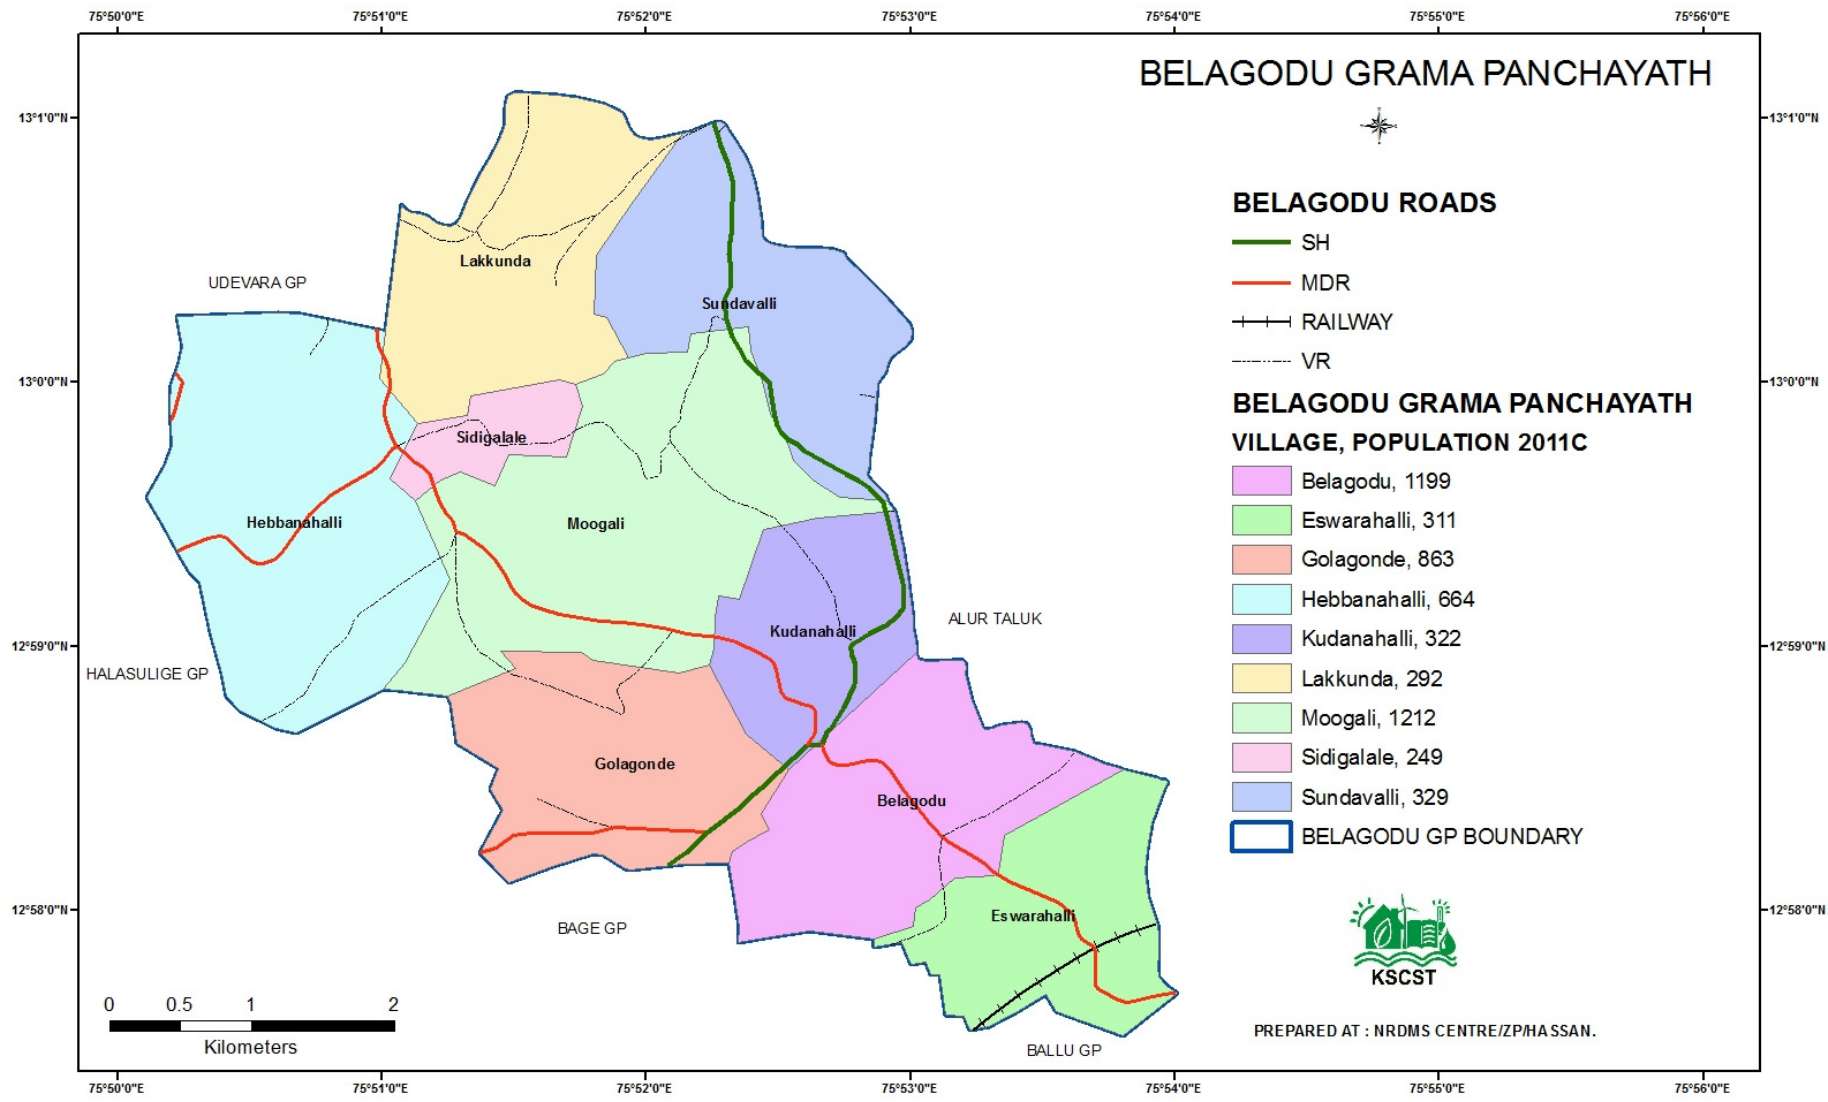 75°50'0"E 75°51'0"E 75°52'0"E 75°53'0"E 75°54'0"E 75°55'0"E 75°56'0"E
BELAGODU GRAMA PANCHAYATH
13°1'0"N 13°1'0"N
BELAGODU ROADS
SH
MDR
RAILWAY
VR
BELAGODU GRAMA PANCHAYATH
VILLAGE, POPULATION 2011C
Belagodu, 1199
Eswarahalli, 311
Golagonde, 863
Hebbanahalli, 664
Kudanahalli, 322
Lakkunda, 292
Moogali, 1212
Sidigalale, 249
Sundavalli, 329
BELAGODU GP BOUNDARY
Lakkunda
UDEVARA GP
Sundavalli
13°0'0"N 13°0'0"N
Sidigalale
Hebbanahalli
Moogali
ALUR TALUK
Kudanahalli
12°59'0"N 12°59'0"N
HALASULIGE GP
Golagonde
Belagodu
12°58'0"N 12°58'0"N
Eswarahalli
BAGE GP
KSCST
0 0.5 1 2
Kilometers
BALLU GP
PREPARED AT : NRDMS CENTRE/ZP/HASSAN.
75°50'0"E 75°51'0"E 75°52'0"E 75°53'0"E 75°54'0"E 75°55'0"E 75°56'0"E